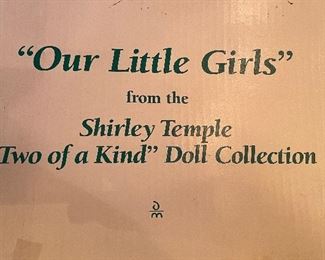 “Our Little Girls”
from the
Shirley Temple
Two of a Kind” Doll Collection